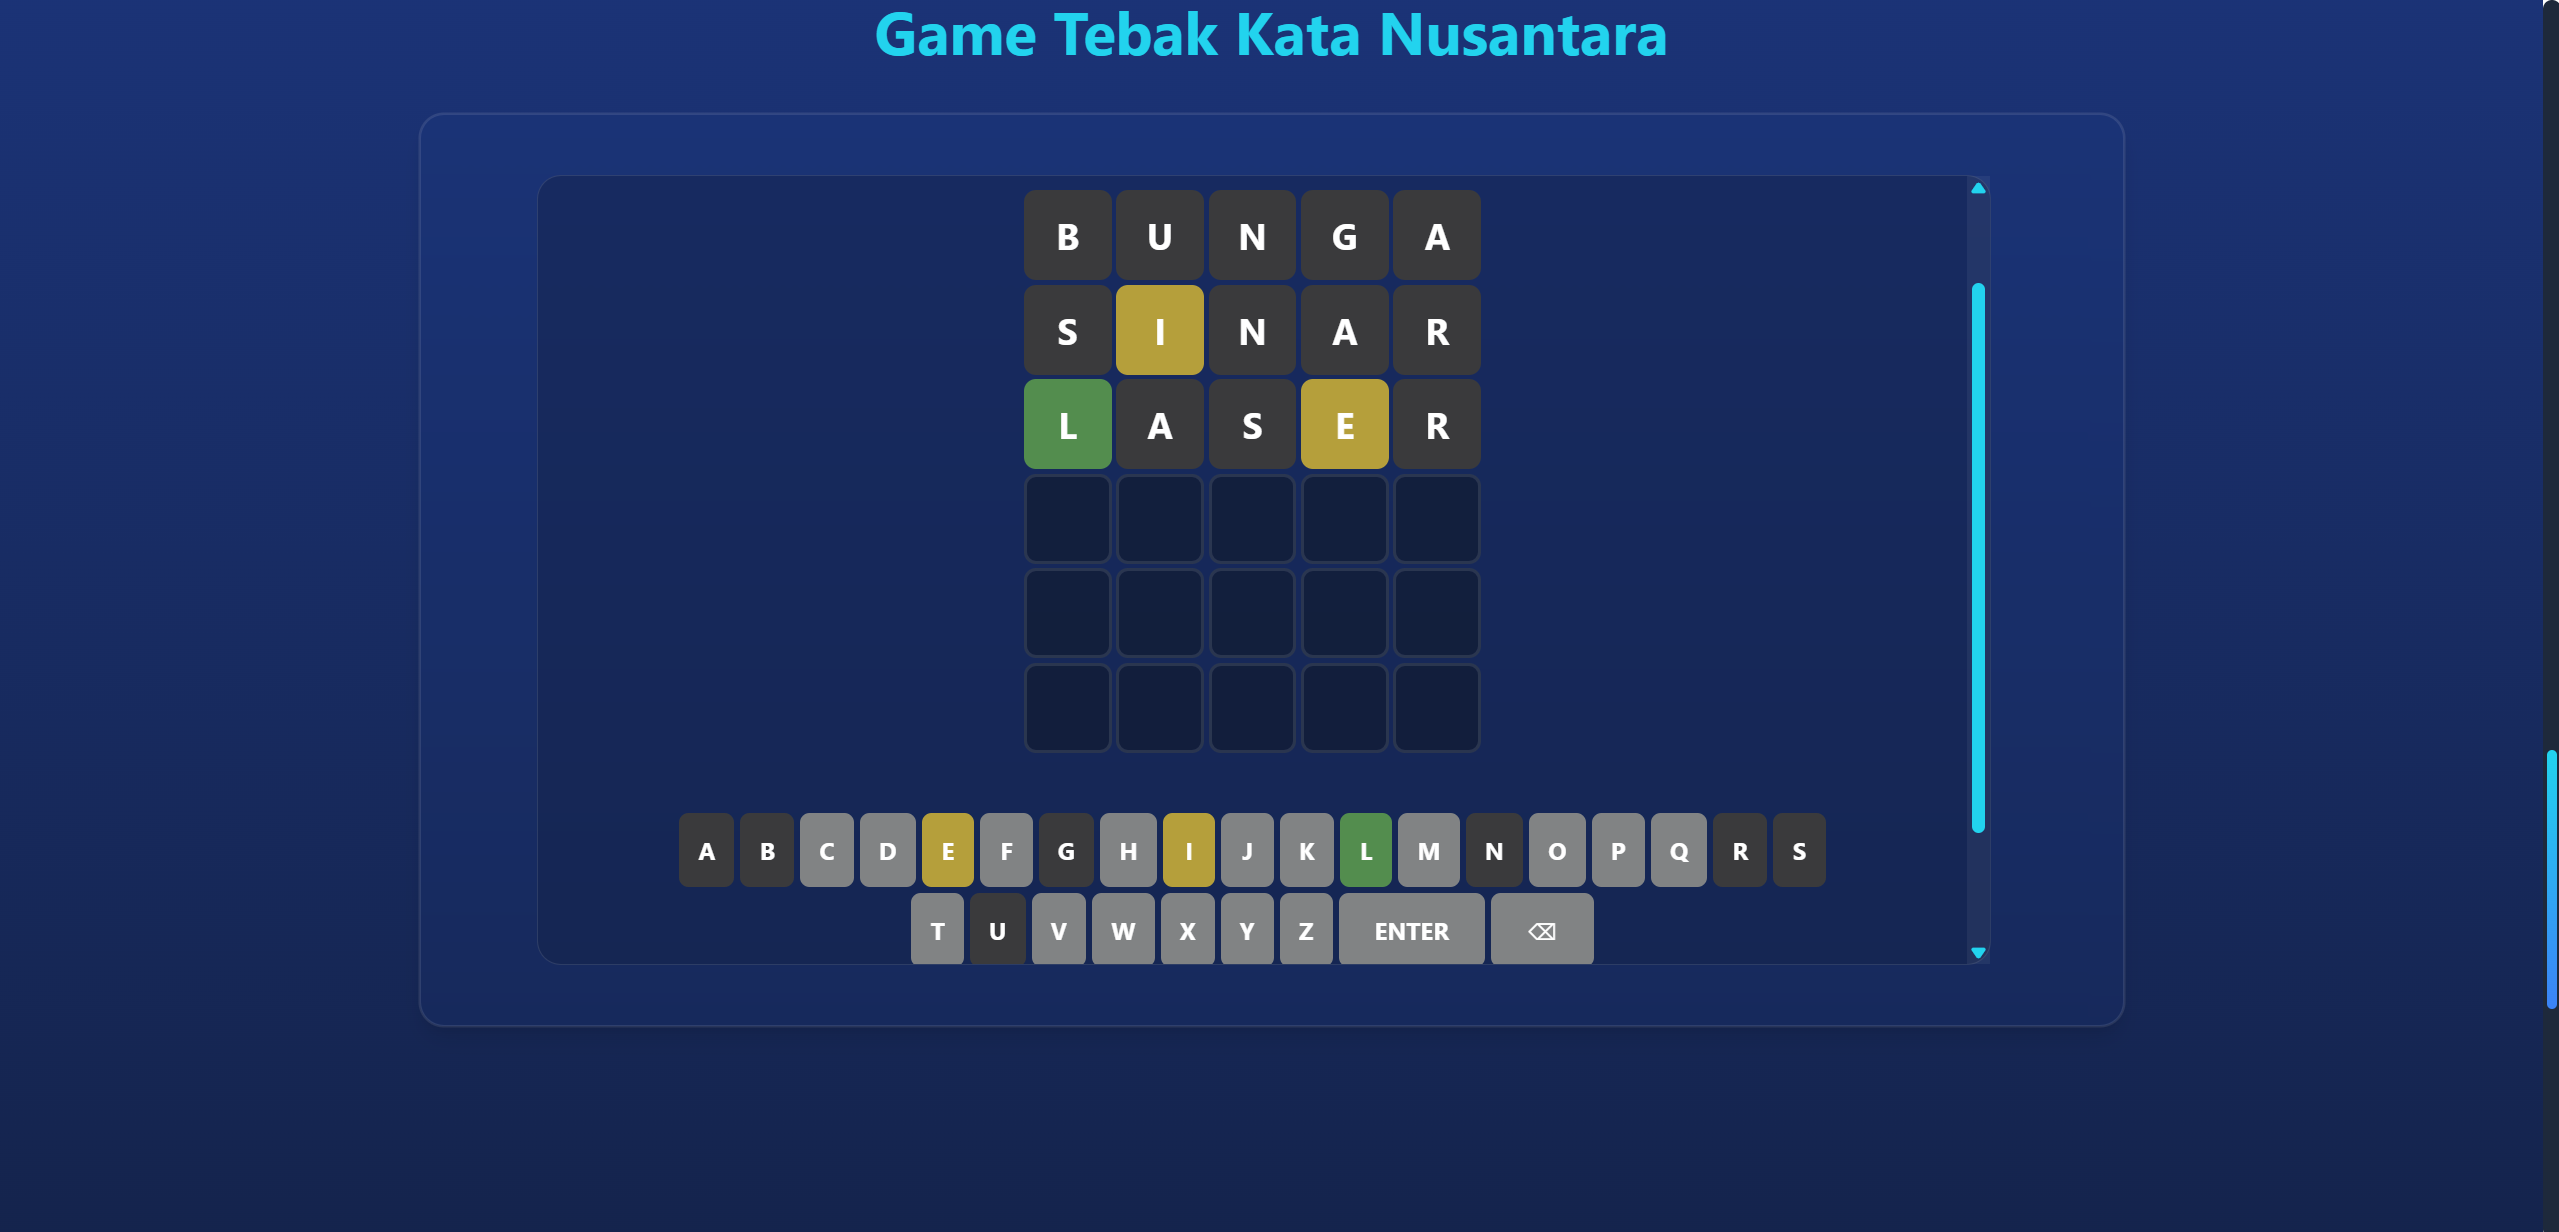 Game Tebak Kata Nusantara
B U N G A
S I N A R
L A S E R
A B C D E F G H I J K L M N O P Q R S
T U V W X Y Z ENTER ⌫